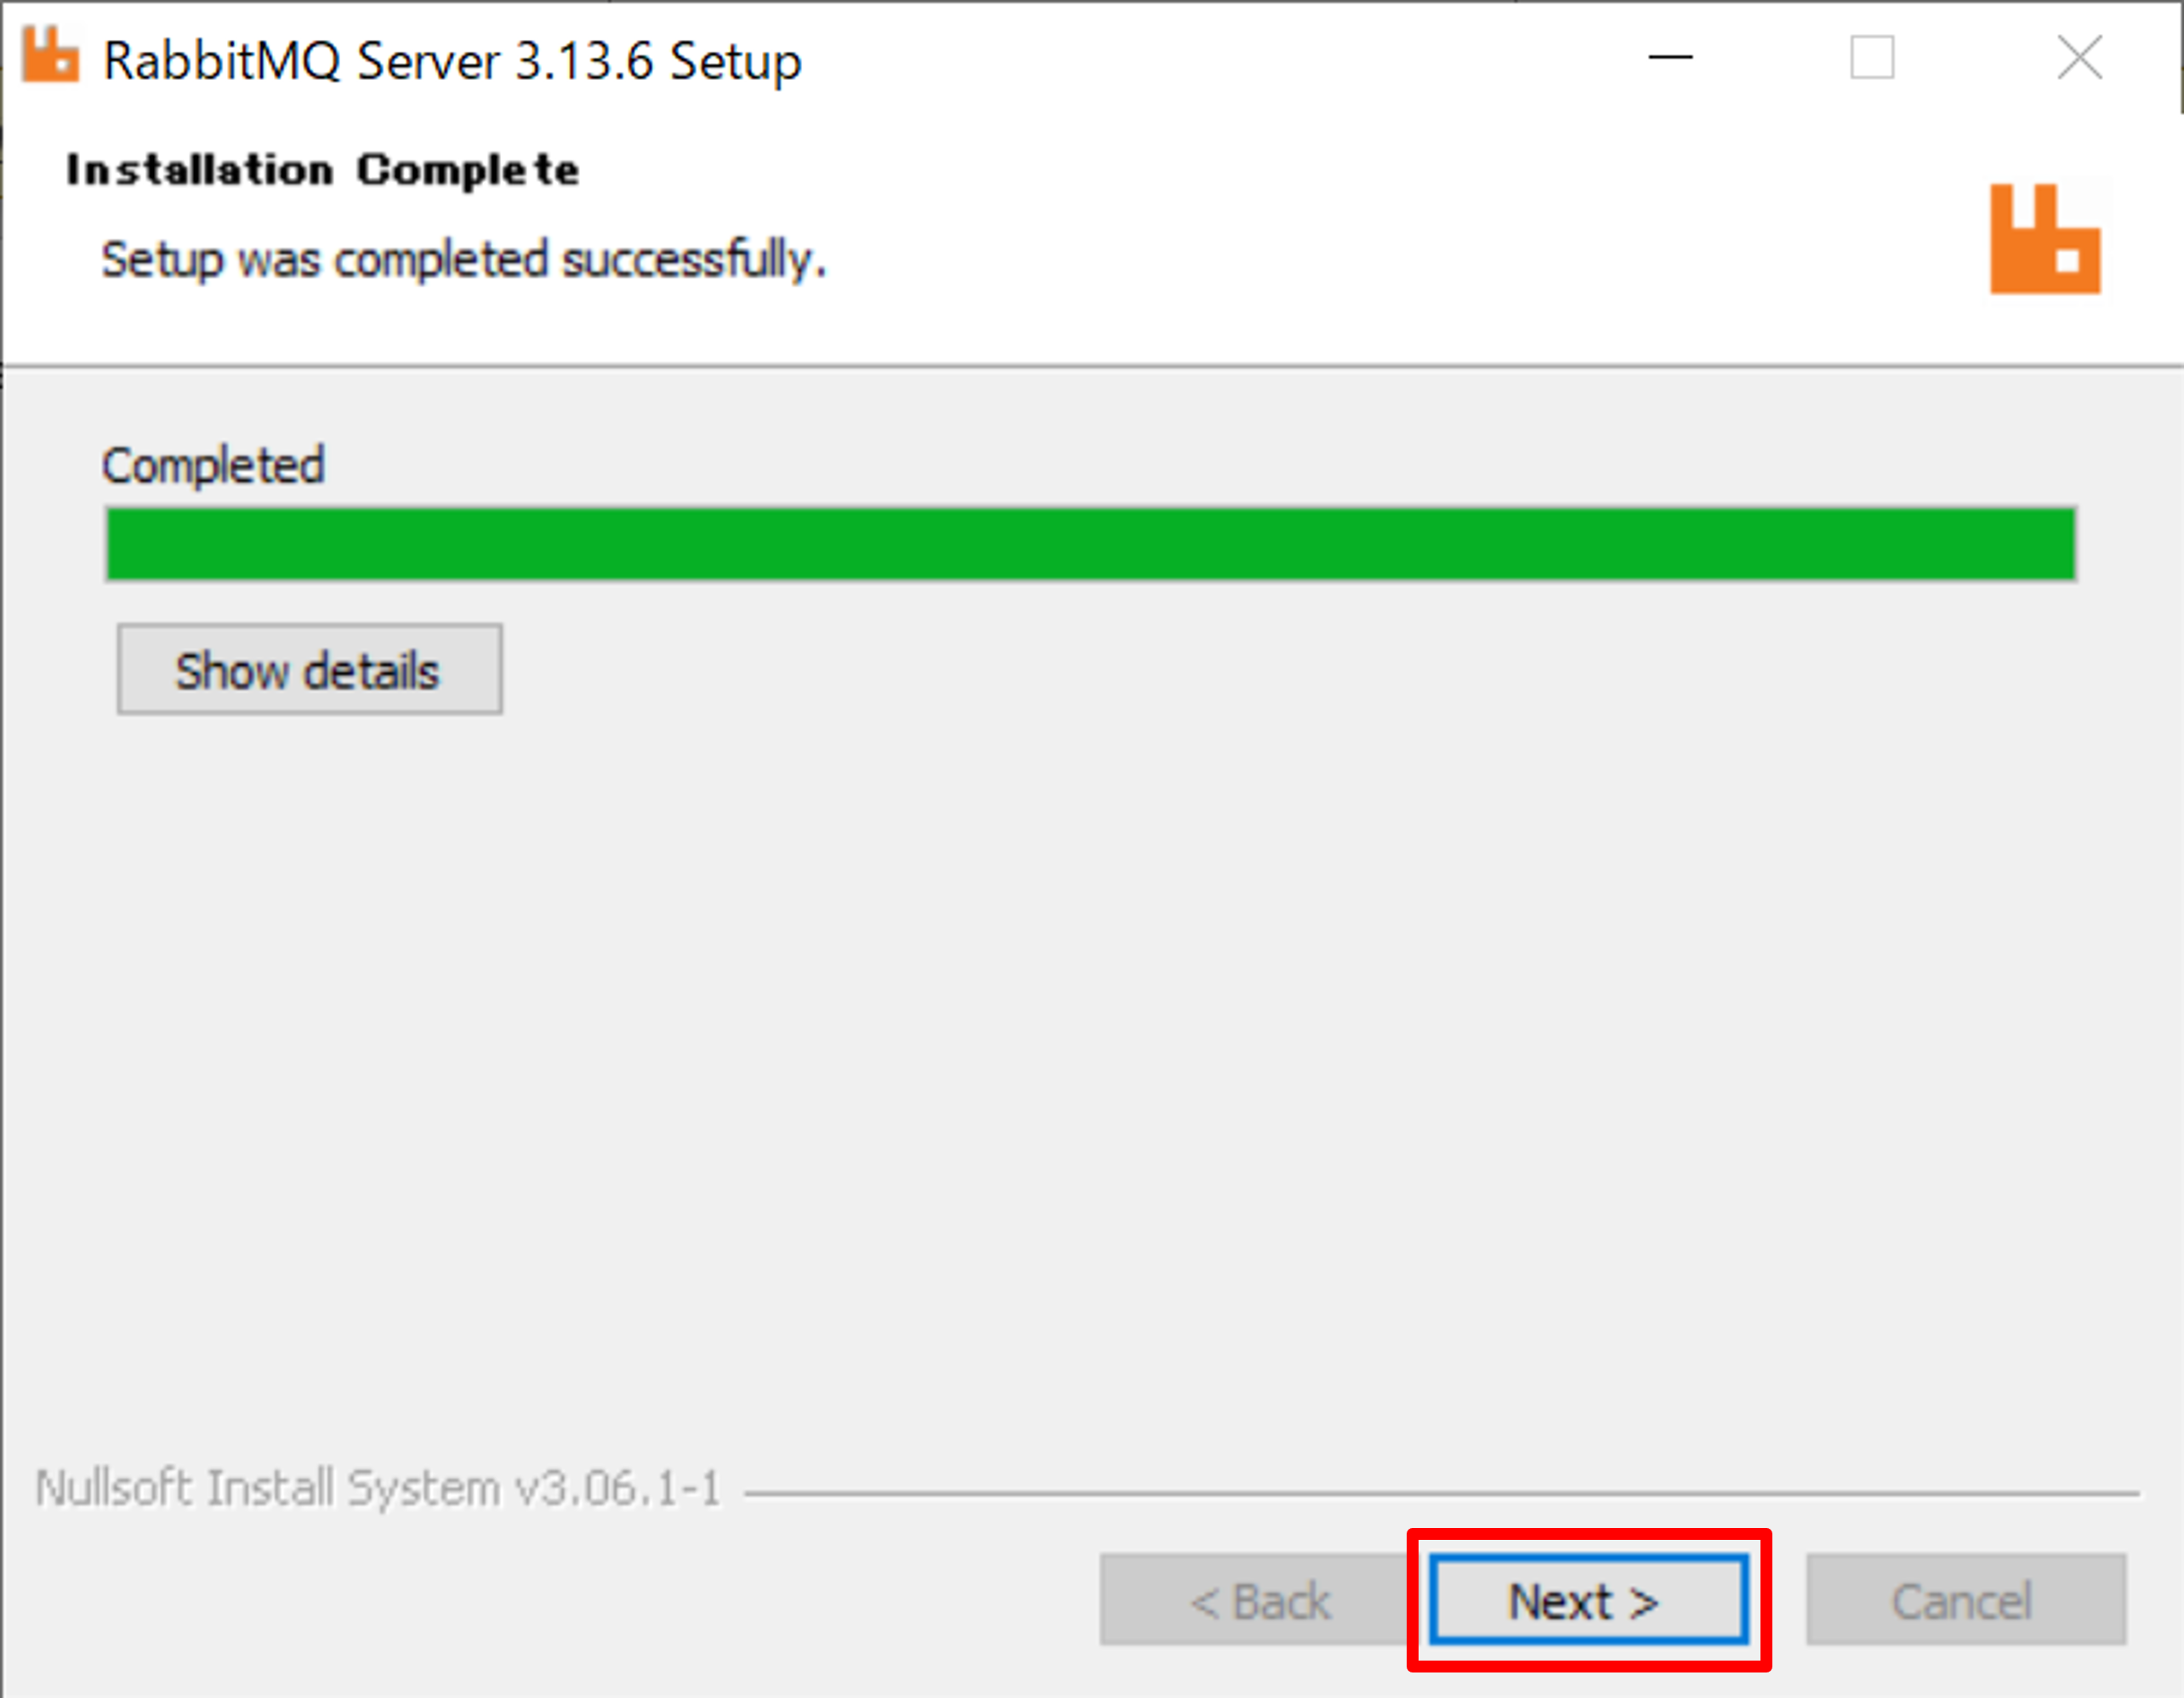 RabbitMQ Server 3.13.6 Setup
Installation Complete
Setup was completed successfully.
Completed
Show details
Nullsoft Install System v3.06.1-1
< Back
Next >
Cancel